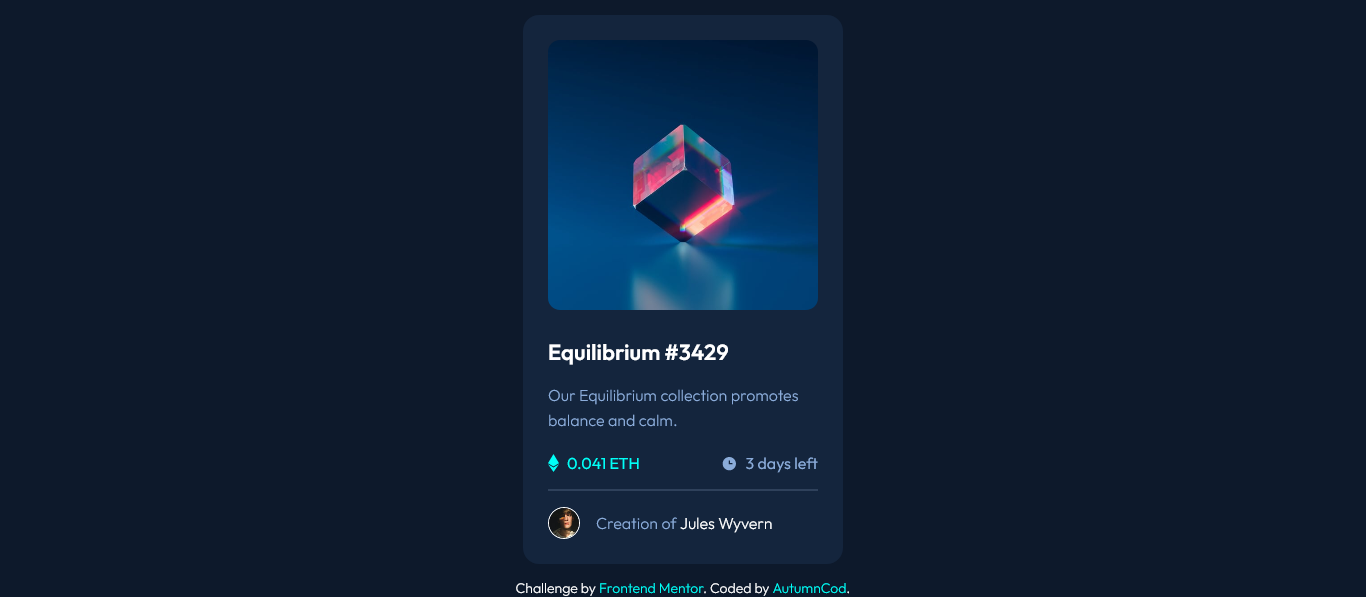 Equilibrium #3429
Our Equilibrium collection promotes
balance and calm.
0.041 ETH
3 days left
Creation of Jules Wyvern
Challenge by Frontend Mentor. Coded by AutumnCod.